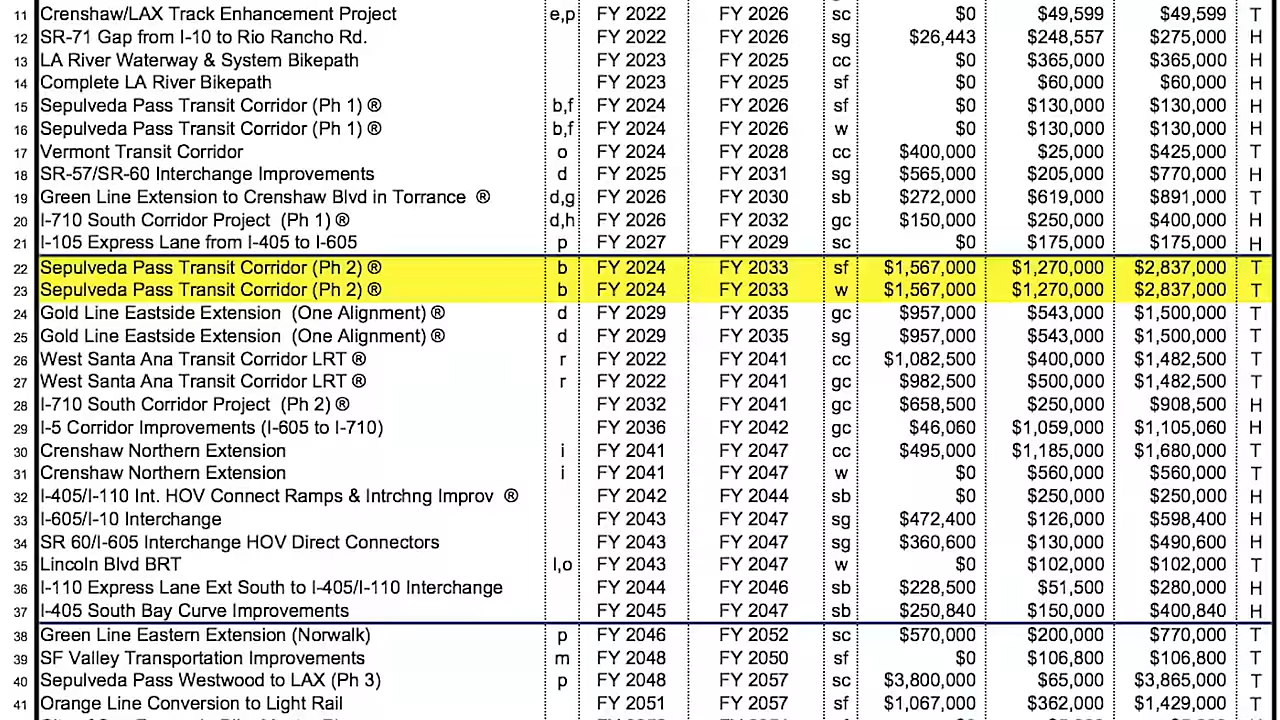 11 Crenshaw/LAX Track Enhancement Project e,p FY 2022 FY 2026 sc $0 $49,599 $49,599 T
12 SR-71 Gap from I-10 to Rio Rancho Rd. FY 2022 FY 2026 sg $26,443 $248,557 $275,000 H
13 LA River Waterway & System Bikepath FY 2023 FY 2025 cc $0 $365,000 $365,000 H
14 Complete LA River Bikepath FY 2023 FY 2025 sf $0 $60,000 $60,000 H
15 Sepulveda Pass Transit Corridor (Ph 1) ® b,f FY 2024 FY 2026 sf $0 $130,000 $130,000 H
16 Sepulveda Pass Transit Corridor (Ph 1) ® b,f FY 2024 FY 2026 w $0 $130,000 $130,000 H
17 Vermont Transit Corridor o FY 2024 FY 2028 cc $400,000 $25,000 $425,000 T
18 SR-57/SR-60 Interchange Improvements d FY 2025 FY 2031 sg $565,000 $205,000 $770,000 H
19 Green Line Extension to Crenshaw Blvd in Torrance ® d,g FY 2026 FY 2030 sb $272,000 $619,000 $891,000 T
20 I-710 South Corridor Project (Ph 1) ® d,h FY 2026 FY 2032 gc $150,000 $250,000 $400,000 H
21 I-105 Express Lane from I-405 to I-605 p FY 2027 FY 2029 sc $0 $175,000 $175,000 H
22 Sepulveda Pass Transit Corridor (Ph 2) ® b FY 2024 FY 2033 sf $1,567,000 $1,270,000 $2,837,000 T
23 Sepulveda Pass Transit Corridor (Ph 2) ® b FY 2024 FY 2033 w $1,567,000 $1,270,000 $2,837,000 T
24 Gold Line Eastside Extension (One Alignment) ® d FY 2029 FY 2035 gc $957,000 $543,000 $1,500,000 T
25 Gold Line Eastside Extension (One Alignment) ® d FY 2029 FY 2035 sg $957,000 $543,000 $1,500,000 T
26 West Santa Ana Transit Corridor LRT ® r FY 2022 FY 2041 cc $1,082,500 $400,000 $1,482,500 T
27 West Santa Ana Transit Corridor LRT ® r FY 2022 FY 2041 gc $982,500 $500,000 $1,482,500 T
28 I-710 South Corridor Project (Ph 2) ® FY 2032 FY 2041 gc $658,500 $250,000 $908,500 H
29 I-5 Corridor Improvements (I-605 to I-710) FY 2036 FY 2042 gc $46,060 $1,059,000 $1,105,060 H
30 Crenshaw Northern Extension i FY 2041 FY 2047 cc $495,000 $1,185,000 $1,680,000 T
31 Crenshaw Northern Extension i FY 2041 FY 2047 w $0 $560,000 $560,000 T
32 I-405/I-110 Int. HOV Connect Ramps & Intrchng Improv ® FY 2042 FY 2044 sb $0 $250,000 $250,000 H
33 I-605/I-10 Interchange FY 2043 FY 2047 sg $472,400 $126,000 $598,400 H
34 SR 60/I-605 Interchange HOV Direct Connectors FY 2043 FY 2047 sg $360,600 $130,000 $490,600 H
35 Lincoln Blvd BRT l,o FY 2043 FY 2047 w $0 $102,000 $102,000 T
36 I-110 Express Lane Ext South to I-405/I-110 Interchange FY 2044 FY 2046 sb $228,500 $51,500 $280,000 H
37 I-405 South Bay Curve Improvements FY 2045 FY 2047 sb $250,840 $150,000 $400,840 H
38 Green Line Eastern Extension (Norwalk) p FY 2046 FY 2052 sc $570,000 $200,000 $770,000 T
39 SF Valley Transportation Improvements m FY 2048 FY 2050 sf $0 $106,800 $106,800 T
40 Sepulveda Pass Westwood to LAX (Ph 3) p FY 2048 FY 2057 sc $3,800,000 $65,000 $3,865,000 T
41 Orange Line Conversion to Light Rail FY 2051 FY 2057 sf $1,067,000 $362,000 $1,429,000 T